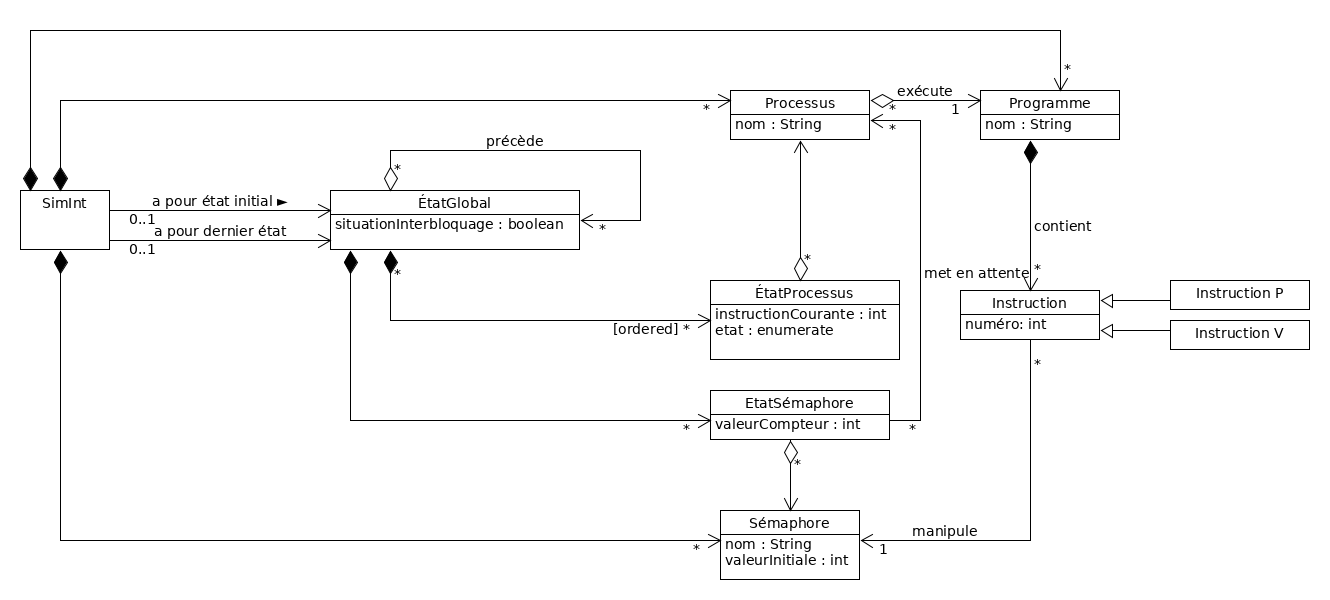 *
Processus
nom : String
exécute
*
1
*
*
Programme
nom : String
précède
*
*
SimInt
a pour état initial ►
0..1
a pour dernier état
0..1
ÉtatGlobal
situationInterbloquage : boolean
*
contient
met en attente
*
*
ÉtatProcessus
instructionCourante : int
etat : enumerate
[ordered] *
Instruction
numéro: int
Instruction P
Instruction V
*
EtatSémaphore
valeurCompteur : int
*
*
*
Sémaphore
nom : String
valeurInitiale : int
*
manipule
1